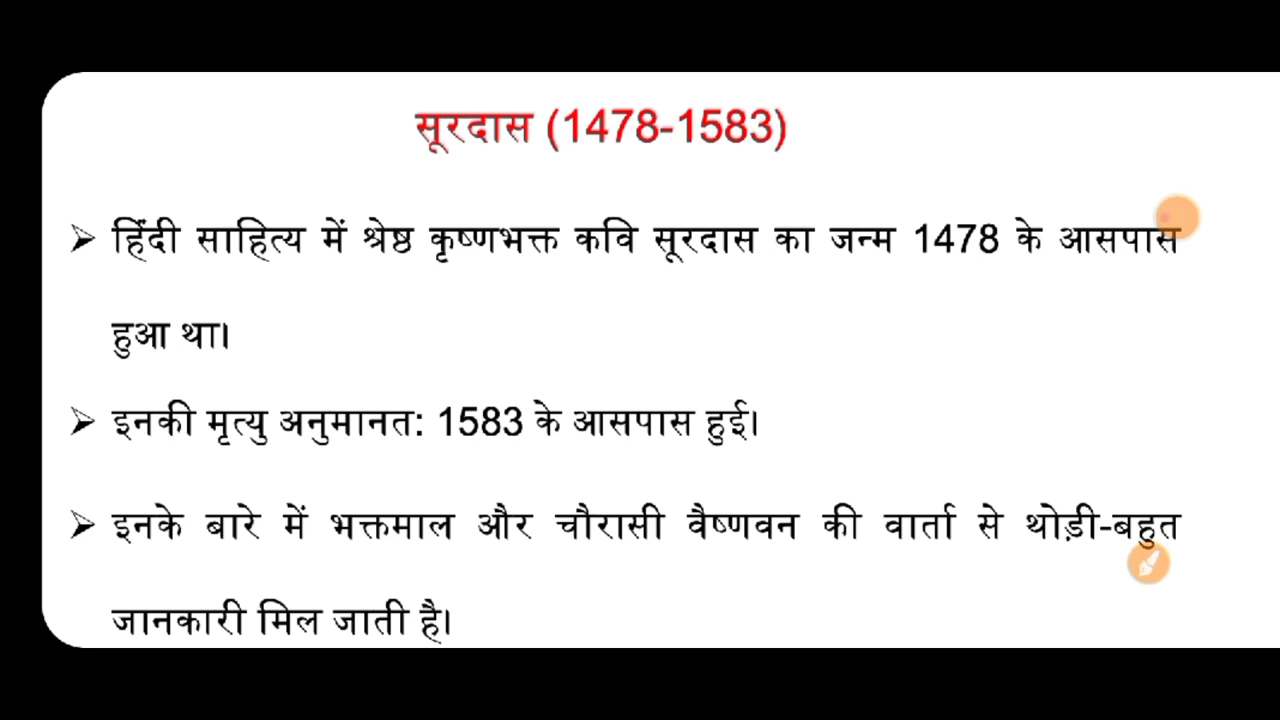 सूरदास (1478-1583)
➢ हिंदी साहित्य में श्रेष्ठ कृष्णभक्त कवि सूरदास का जन्म 1478 के आसपास
हुआ था।
➢ इनकी मृत्यु अनुमानत: 1583 के आसपास हुई।
➢ इनके बारे में भक्तमाल और चौरासी वैष्णवन की वार्ता से थोड़ी-बहुत
जानकारी मिल जाती है।